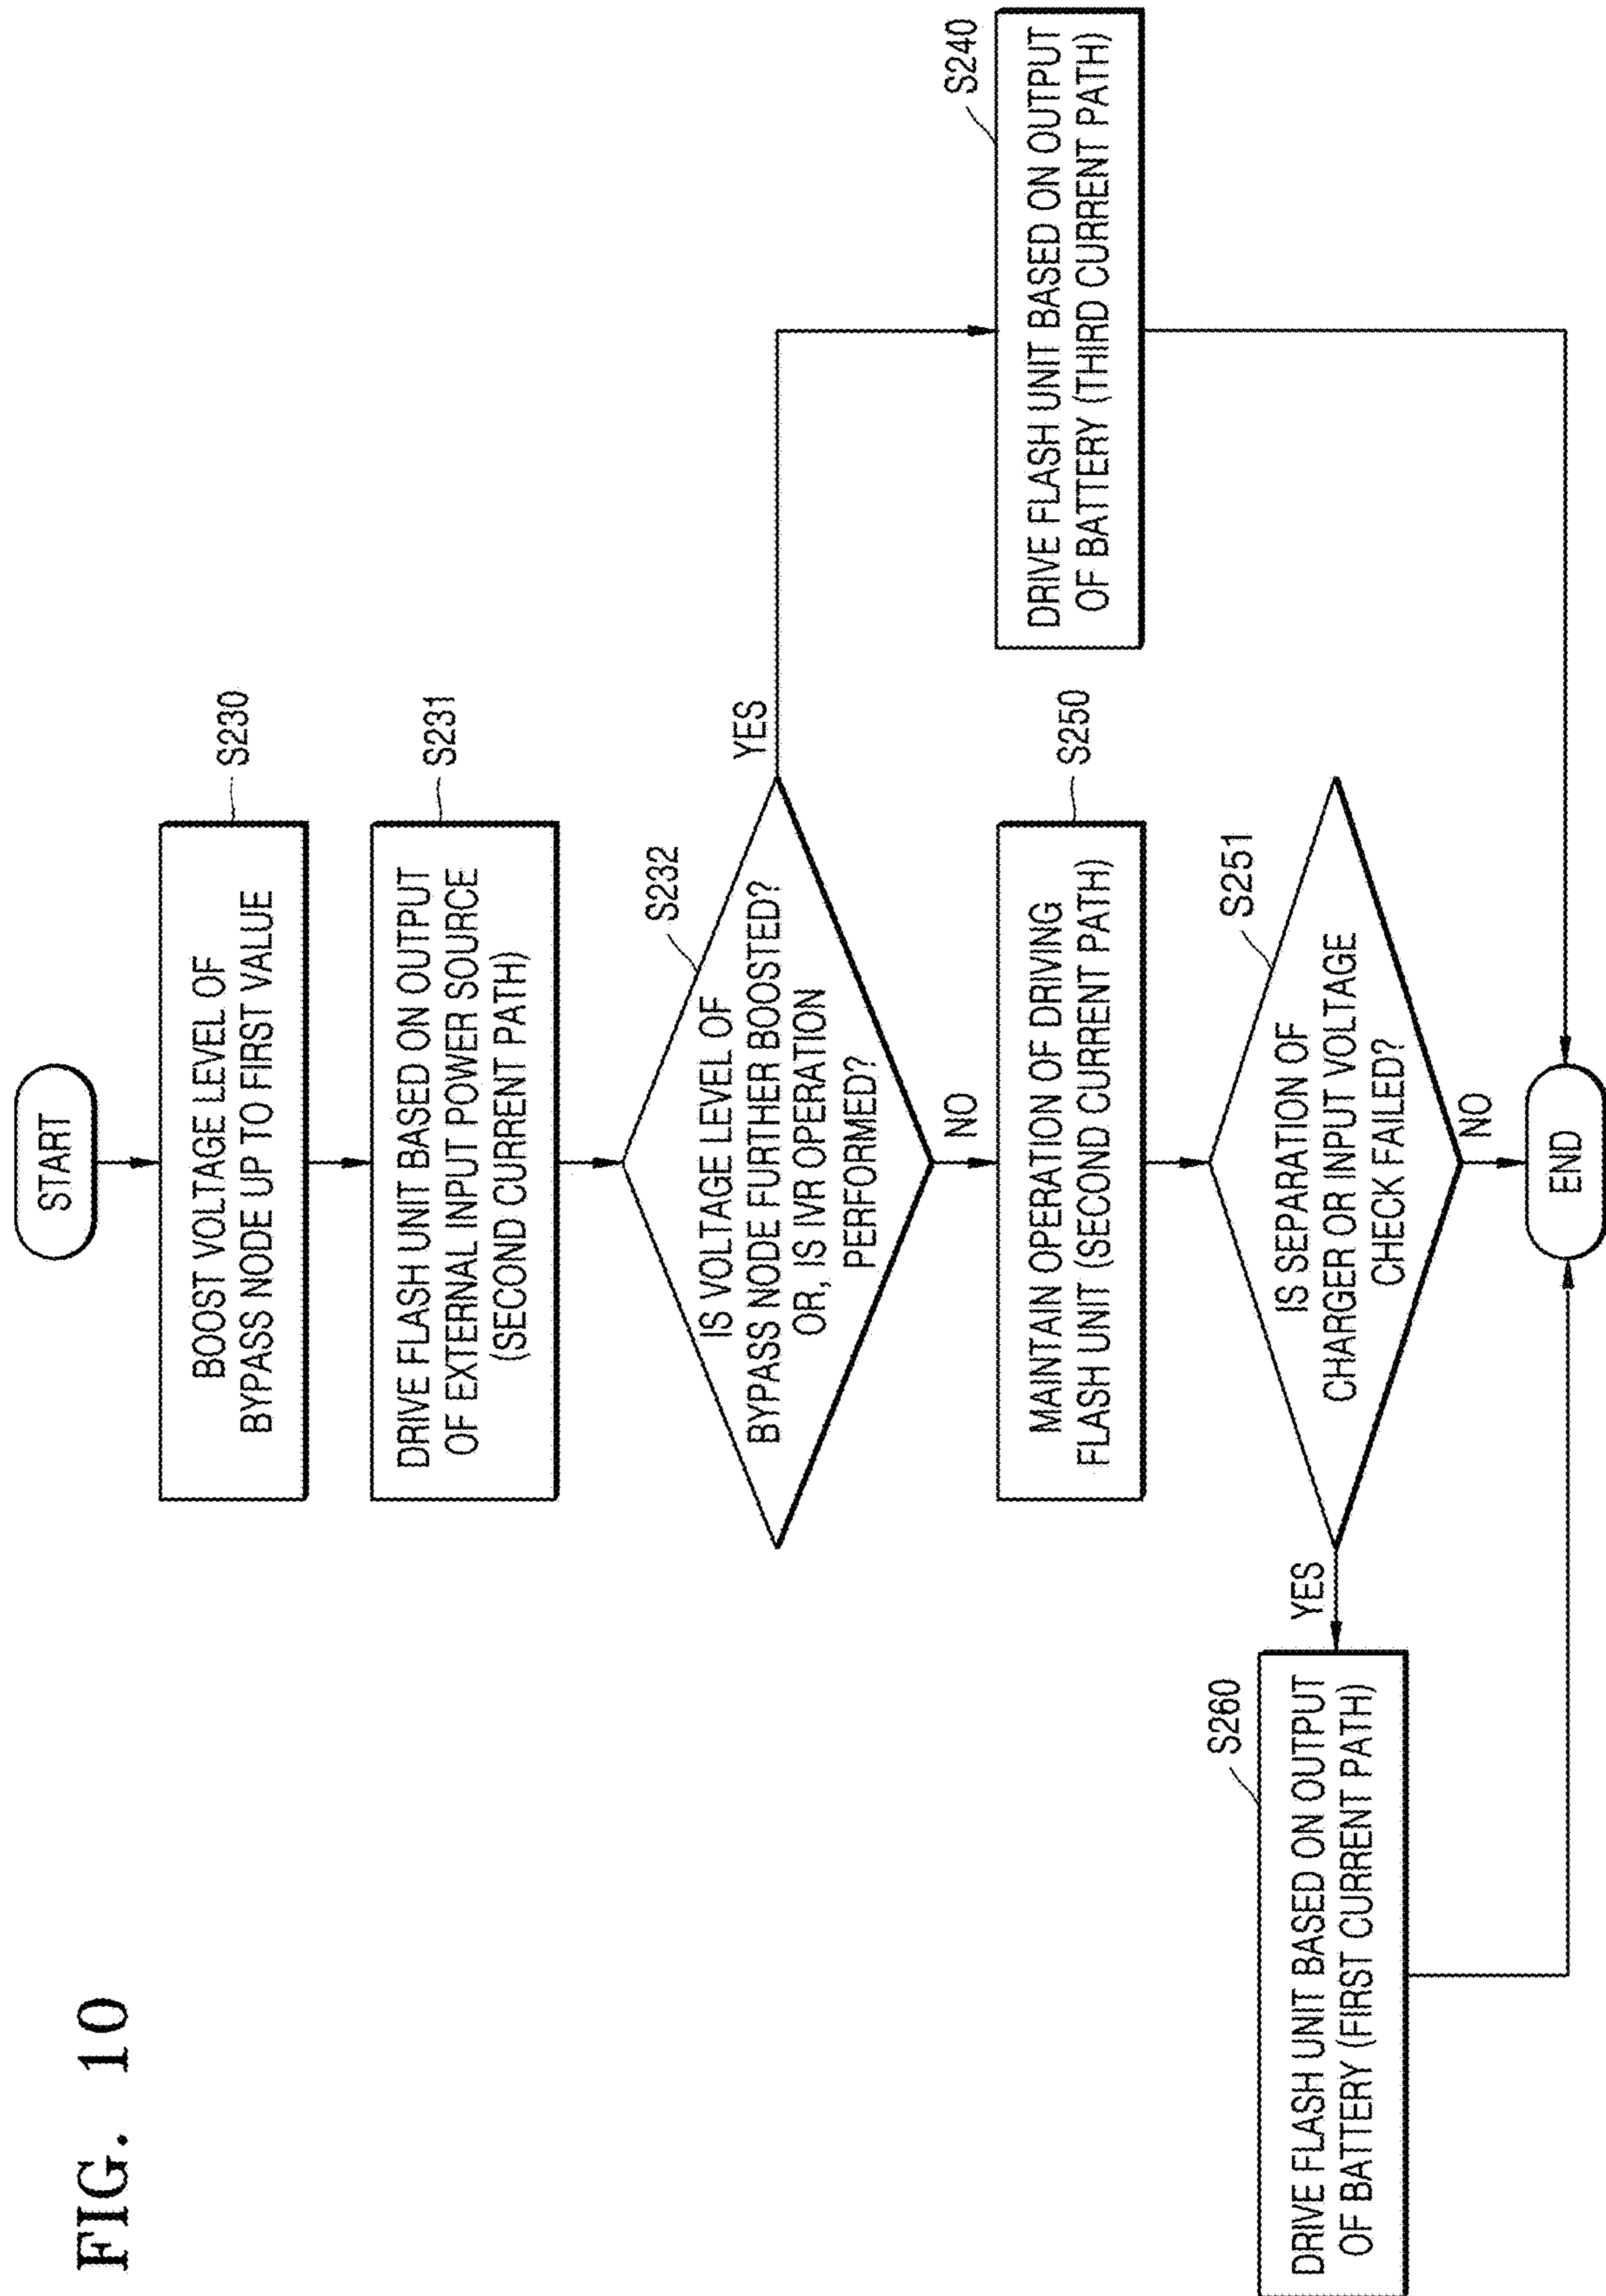 FIG. 10
START
S230
BOOST VOLTAGE LEVEL OF
BYPASS NODE UP TO FIRST VALUE
S231
DRIVE FLASH UNIT BASED ON OUTPUT
OF EXTERNAL INPUT POWER SOURCE
(SECOND CURRENT PATH)
S232
IS VOLTAGE LEVEL OF
BYPASS NODE FURTHER BOOSTED?
OR, IS IVR OPERATION
PERFORMED?
YES
NO
S240
DRIVE FLASH UNIT BASED ON OUTPUT
OF BATTERY (THIRD CURRENT PATH)
S250
MAINTAIN OPERATION OF DRIVING
FLASH UNIT (SECOND CURRENT PATH)
S251
IS SEPARATION OF
CHARGER OR INPUT VOLTAGE
CHECK FAILED?
YES
NO
S260
DRIVE FLASH UNIT BASED ON OUTPUT
OF BATTERY (FIRST CURRENT PATH)
END